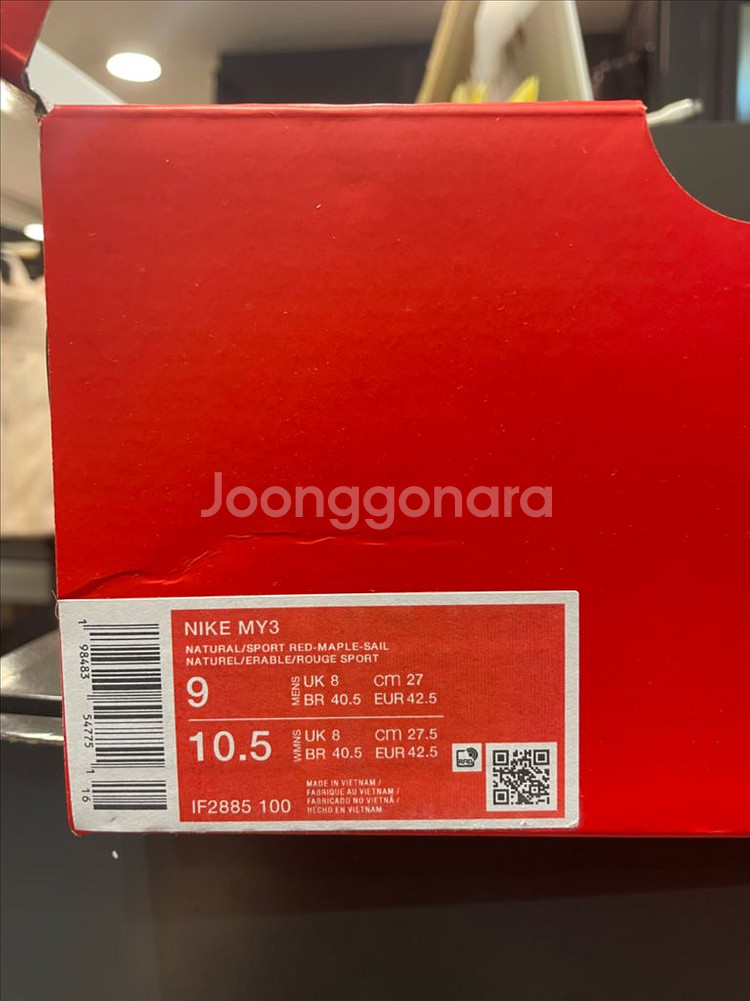 Joonggonara
NIKE MY3
NATURAL/SPORT RED-MAPLE-SAIL
NATUREL/ERABLE/ROUGE SPORT
9 MENS UK 8 cm 27
BR 40.5 EUR 42.5
10.5 WMNS UK 8 cm 27.5
BR 40.5 EUR 42.5
IF2885 100
MADE IN VIETNAM /
FABRIQUE AU VIETNAM /
FABRICADO NO VIETNÃ /
HECHO EN VIETNAM
RFID
1 98483 54775 1 16